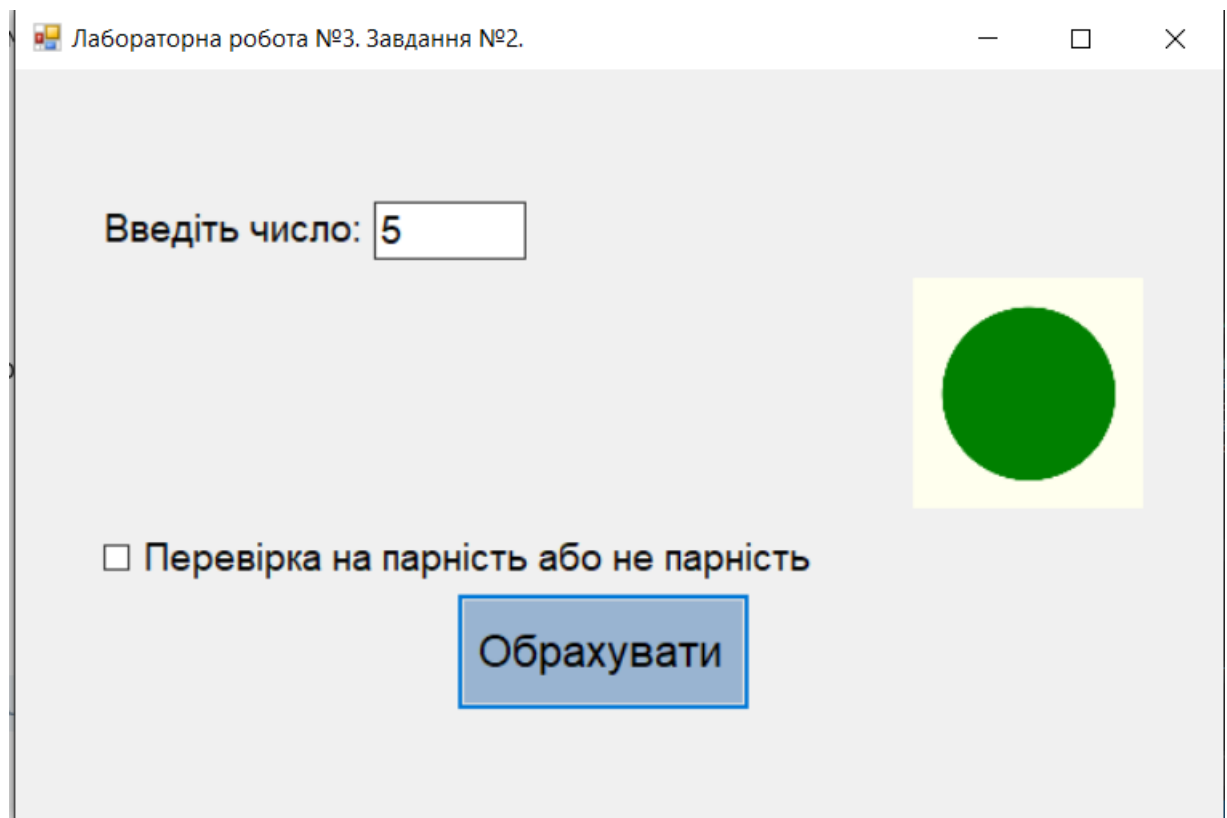 Лабораторна робота №3. Завдання №2.
Введіть число: 5
Перевірка на парність або не парність
Обрахувати